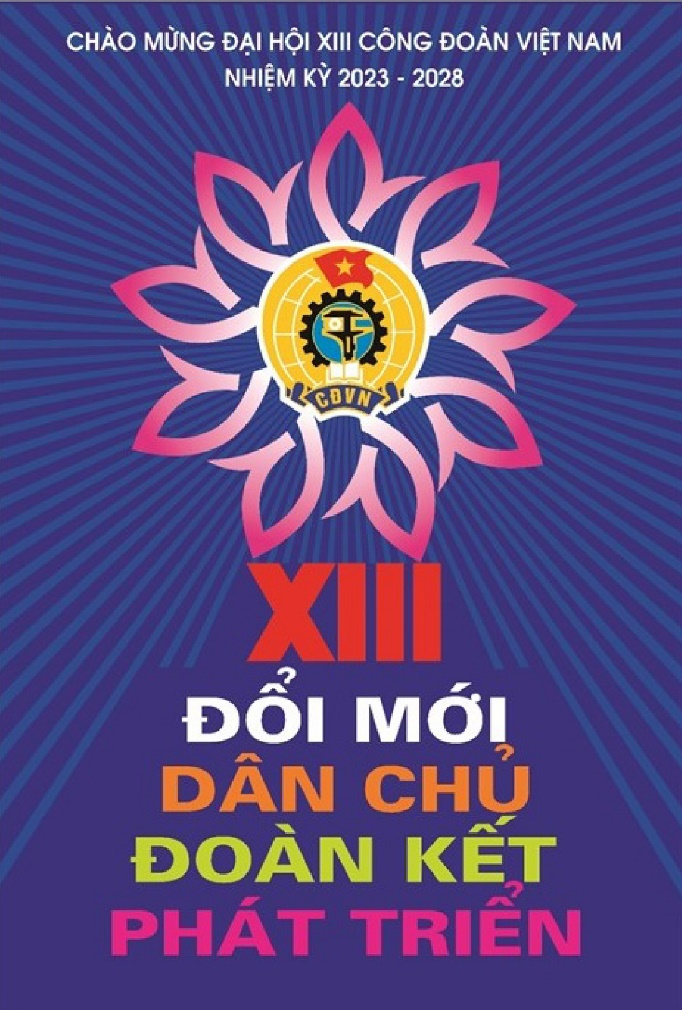 CHÀO MỪNG ĐẠI HỘI XIII CÔNG ĐOÀN VIỆT NAM
NHIỆM KỲ 2023 - 2028
CĐVN
XIII
ĐỔI MỚI
DÂN CHỦ
ĐOÀN KẾT
PHÁT TRIỂN